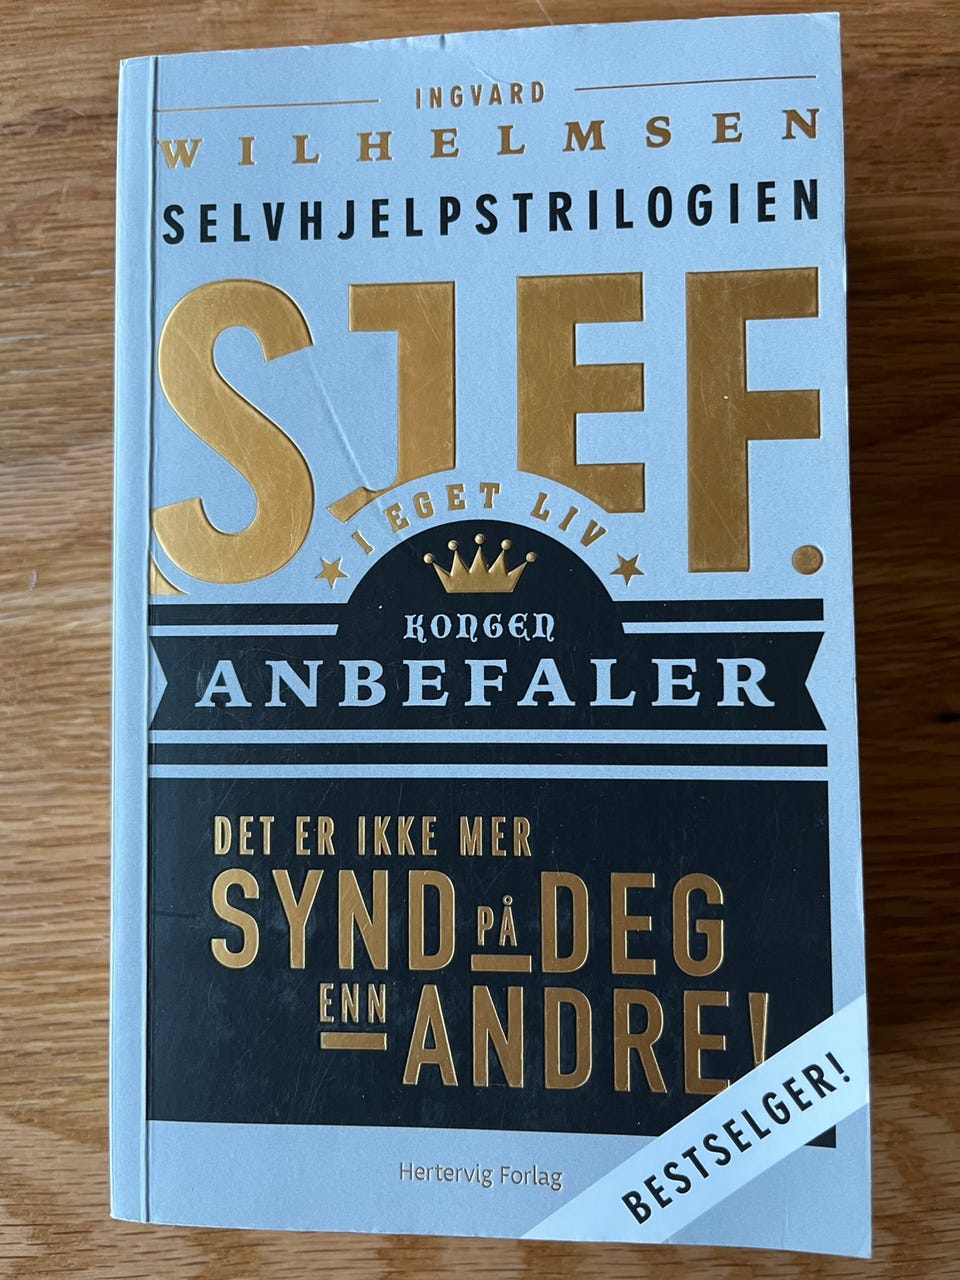 INGVARD
WILHELMSEN
SELVHJELPSTRILOGIEN
SJEF.
I EGET LIV
KONGEN
ANBEFALER
DET ER IKKE MER
SYND PÅ DEG
ENN ANDRE!
BESTSELGER!
Hertervig Forlag